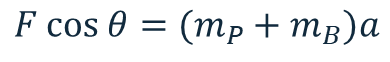 F cos θ = (m_P + m_B)a